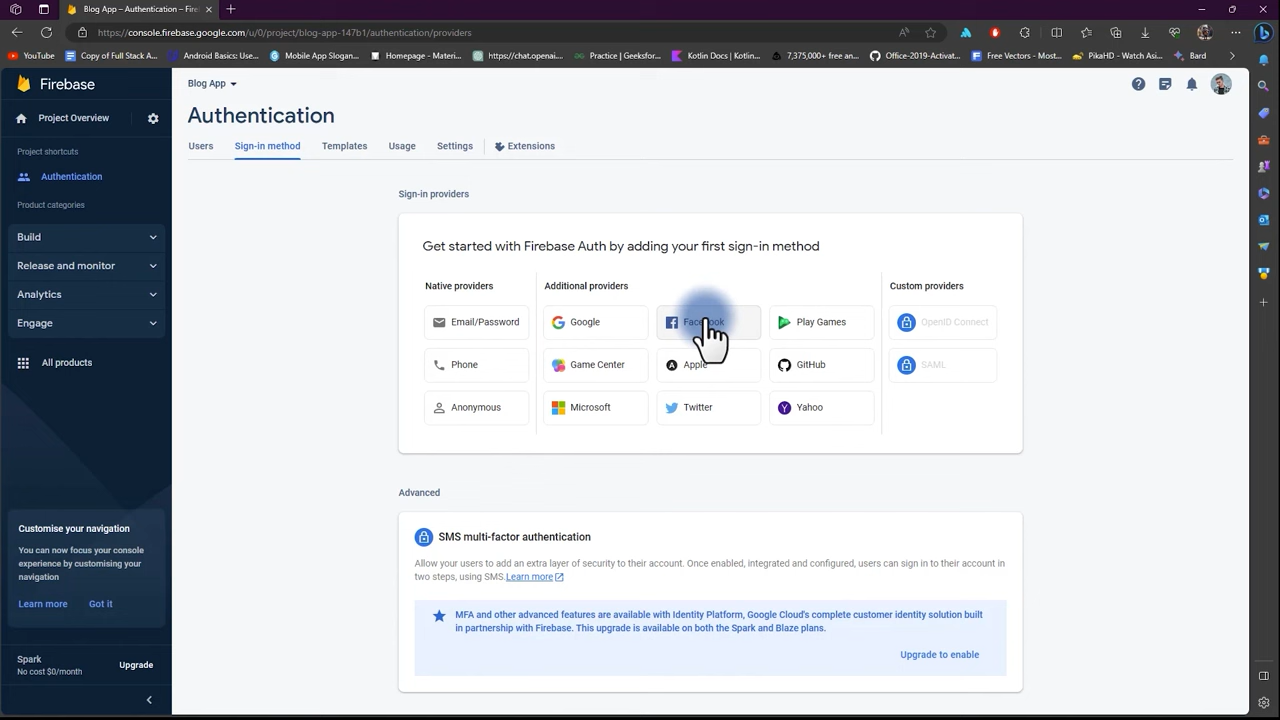 Blog App – Authentication – Fire
https://console.firebase.google.com/u/0/project/blog-app-147b1/authentication/providers
YouTube
Copy of Full Stack A...
Android Basics: Use...
Mobile App Slogan...
Homepage - Materi...
https://chat.openai...
Practice | Geeksfor...
Kotlin Docs | Kotlin...
7,375,000+ free an...
Office-2019-Activat...
Free Vectors - Most...
PikaHD - Watch Asi...
Bard
Firebase
Blog App
Project Overview
Authentication
Users
Sign-in method
Templates
Usage
Settings
Extensions
Project shortcuts
Authentication
Product categories
Build
Release and monitor
Analytics
Engage
All products
Customise your navigation
You can now focus your console
experience by customising your
navigation
Learn more
Got it
Spark
No cost $0/month
Upgrade
Sign-in providers
Get started with Firebase Auth by adding your first sign-in method
Native providers
Additional providers
Custom providers
Email/Password
Google
Facebook
Play Games
OpenID Connect
Phone
Game Center
Apple
GitHub
SAML
Anonymous
Microsoft
Twitter
Yahoo
Advanced
SMS multi-factor authentication
Allow your users to add an extra layer of security to their account. Once enabled, integrated and configured, users can sign in to their account in
two steps, using SMS. Learn more
MFA and other advanced features are available with Identity Platform, Google Cloud's complete customer identity solution built
in partnership with Firebase. This upgrade is available on both the Spark and Blaze plans.
Upgrade to enable